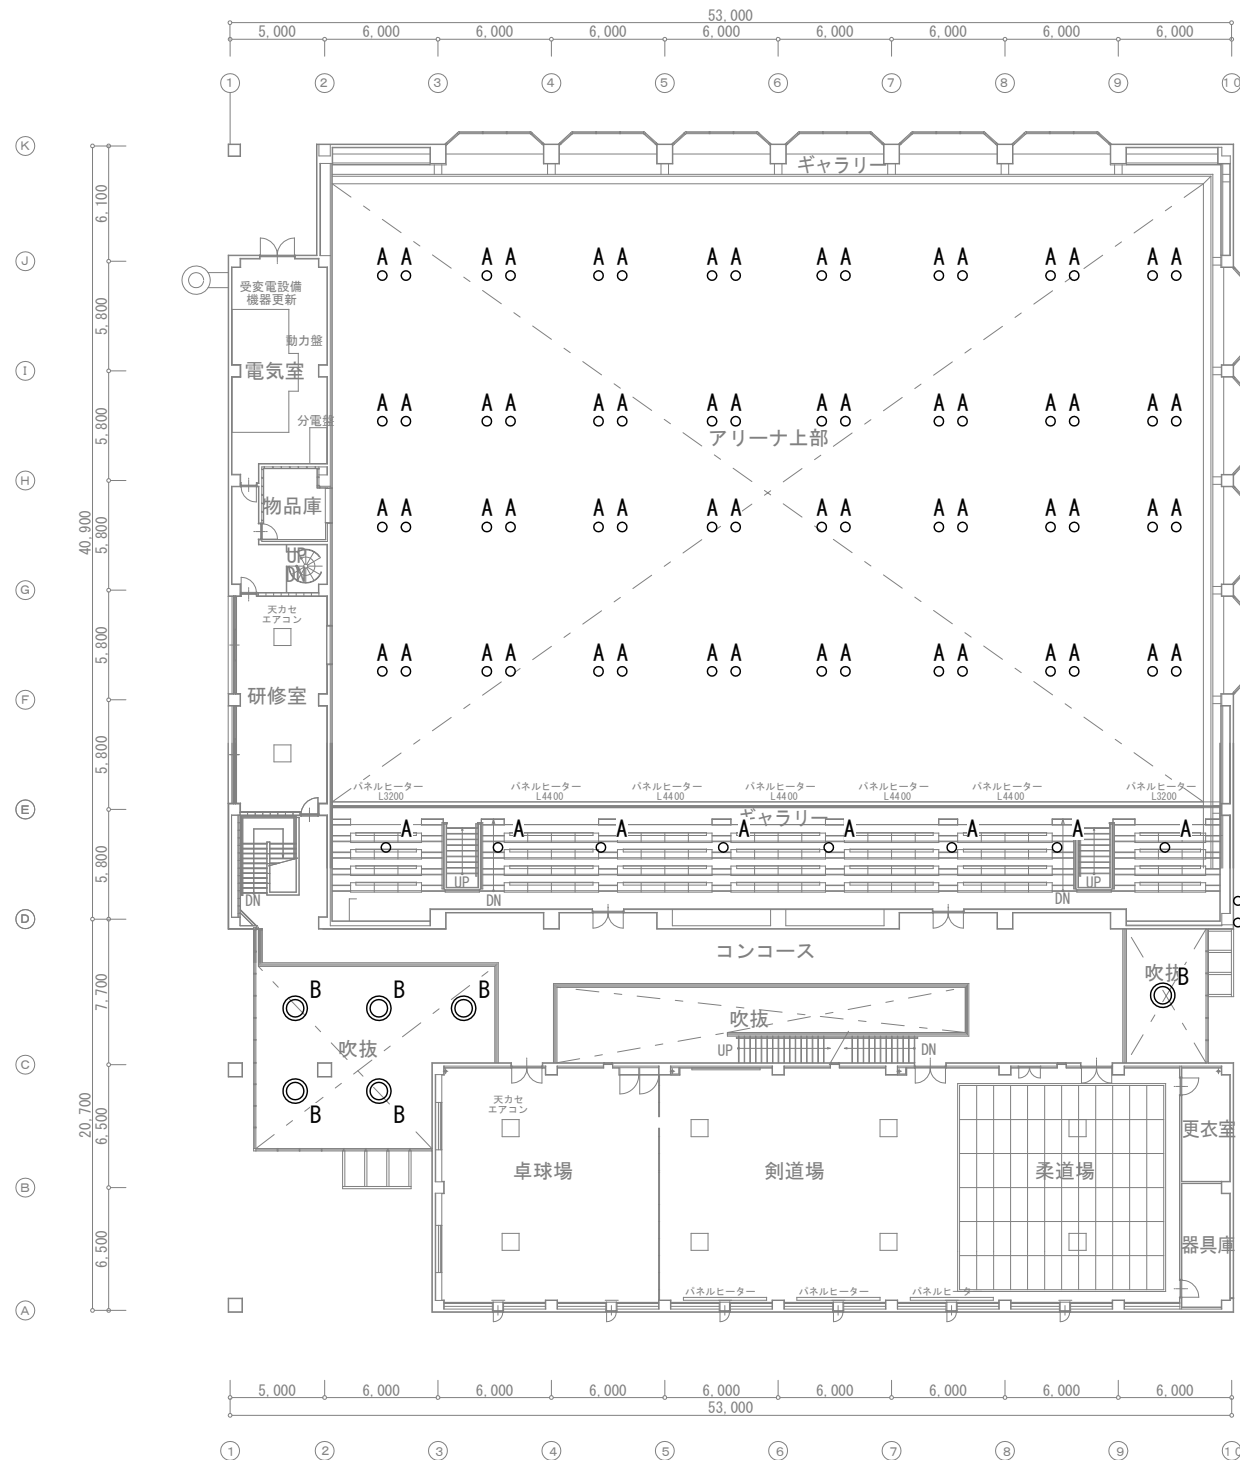 53,000
5,000 6,000 6,000 6,000 6,000 6,000 6,000 6,000 6,000
1 2 3 4 5 6 7 8 9 10
K
ギャラリー
6,100
J
A A A A A A A A A A A A A A A A
受変電設備
機器更新
5,800
動力盤
I
電気室
A A A A A A A A A A A A A A A A
分電盤
5,800
アリーナ上部
H
物品庫
A A A A A A A A A A A A A A A A
40,900
5,800
UP
DN
G
天カセ
エアコン
5,800
A A A A A A A A A A A A A A A A
研修室
F
5,800
パネルヒーター パネルヒーター パネルヒーター パネルヒーター パネルヒーター パネルヒーター パネルヒーター
L3200 L4400 L4400 L4400 L4400 L4400 L3200
E
ギャラリー
A A A A A A A A
5,800
UP UP
DN DN DN
D
コンコース
吹抜
B
B B B
7,700
吹抜
吹抜
UP DN
C
B B
天カセ
エアコン
20,700
6,500
更衣室
卓球場 剣道場 柔道場
B
器具庫
6,500
パネルヒーター パネルヒーター パネルヒーター
A
5,000 6,000 6,000 6,000 6,000 6,000 6,000 6,000 6,000
53,000
1 2 3 4 5 6 7 8 9 10